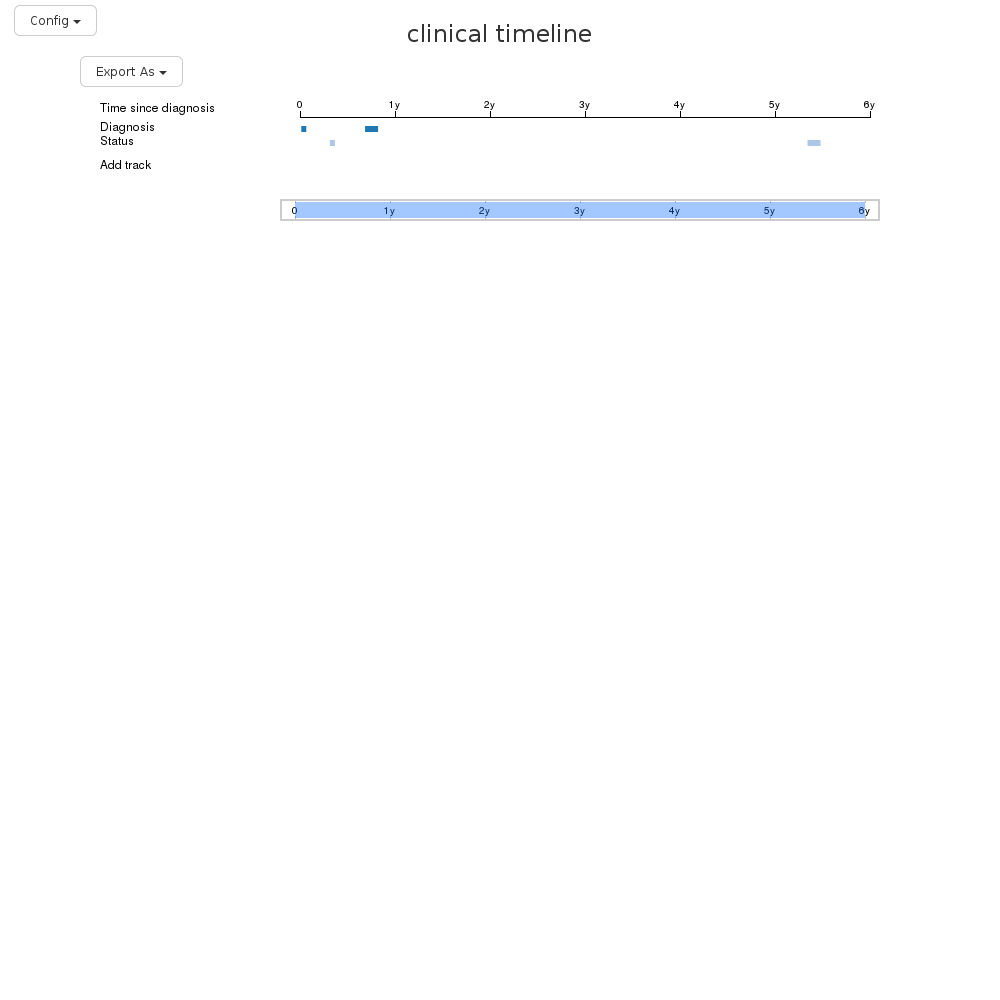 Config
clinical timeline
Export As
Time since diagnosis 0 1y 2y 3y 4y 5y 6y
Diagnosis
Status
Add track
0 1y 2y 3y 4y 5y 6y